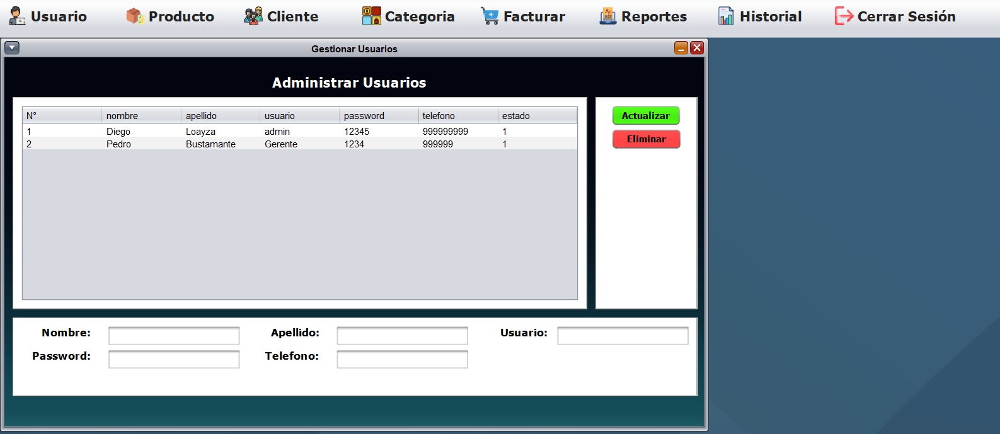 Usuario Producto Cliente Categoria Facturar Reportes Historial Cerrar Sesión
Gestionar Usuarios
Administrar Usuarios
N° nombre apellido usuario password telefono estado
1 Diego Loayza admin 12345 999999999 1
2 Pedro Bustamante Gerente 1234 999999 1
Actualizar
Eliminar
Nombre: Apellido: Usuario:
Password: Telefono: